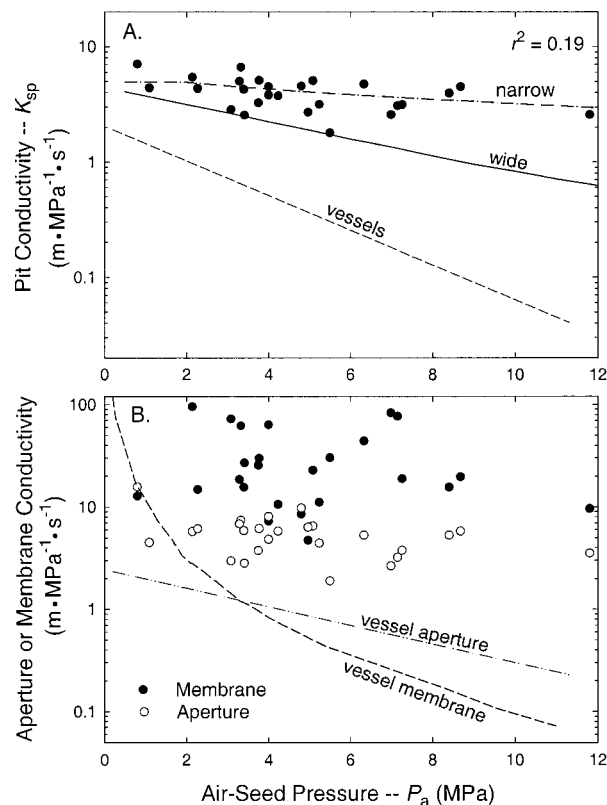 A.
r² = 0.19
10
1
0.1
Pit Conductivity -- Ksp
(m•MPa⁻¹•s⁻¹)
narrow
wide
vessels
0 2 4 6 8 10 12
B.
100
10
1
0.1
Aperture or Membrane Conductivity
(m•MPa⁻¹•s⁻¹)
vessel aperture
vessel membrane
Membrane
Aperture
0 2 4 6 8 10 12
Air-Seed Pressure -- Pa (MPa)